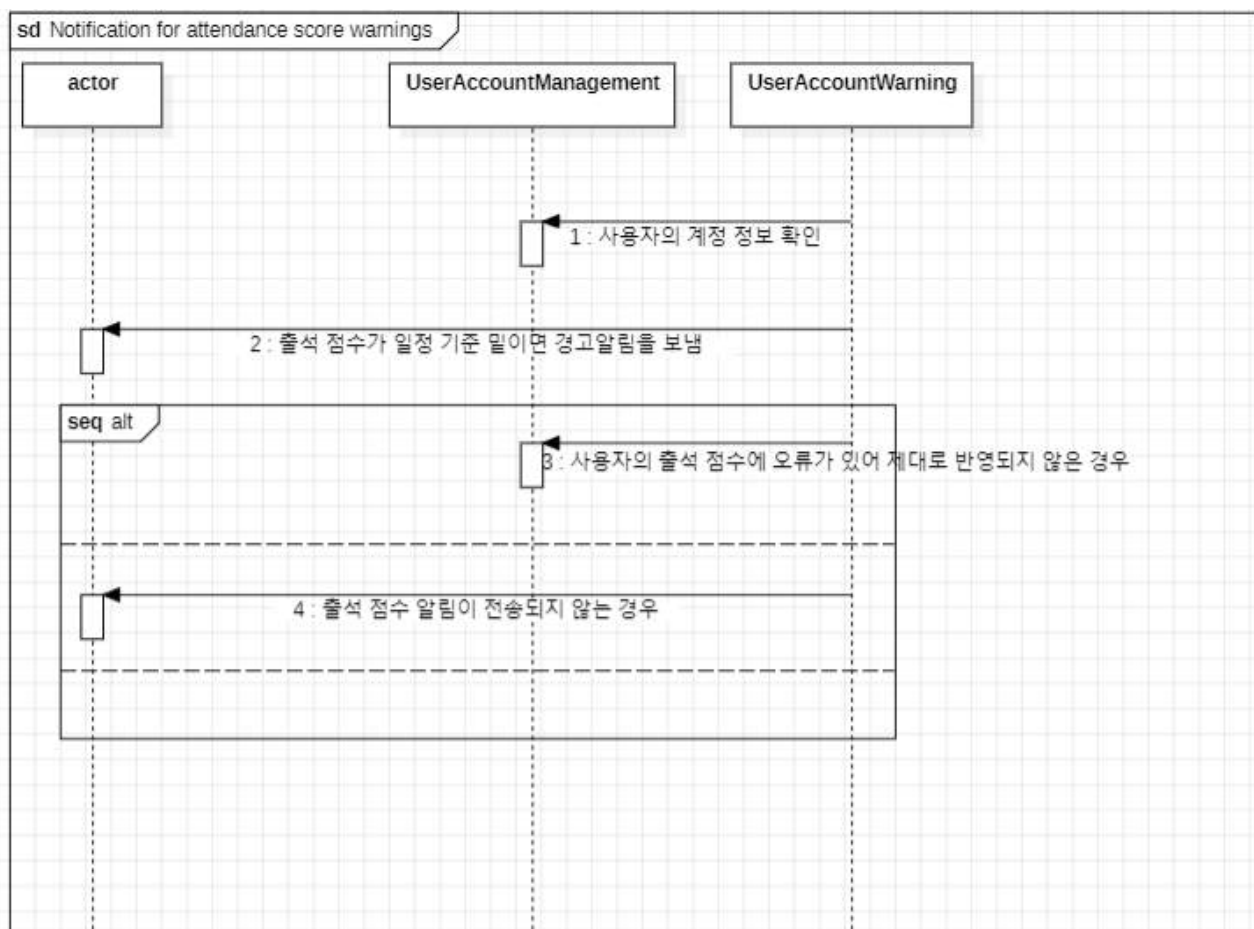 sd Notification for attendance score warnings
actor
UserAccountManagement
UserAccountWarning
1 : 사용자의 계정 정보 확인
2 : 출석 점수가 일정 기준 밑이면 경고알림을 보냄
seq alt
3 : 사용자의 출석 점수에 오류가 있어 제대로 반영되지 않은 경우
4 : 출석 점수 알림이 전송되지 않는 경우